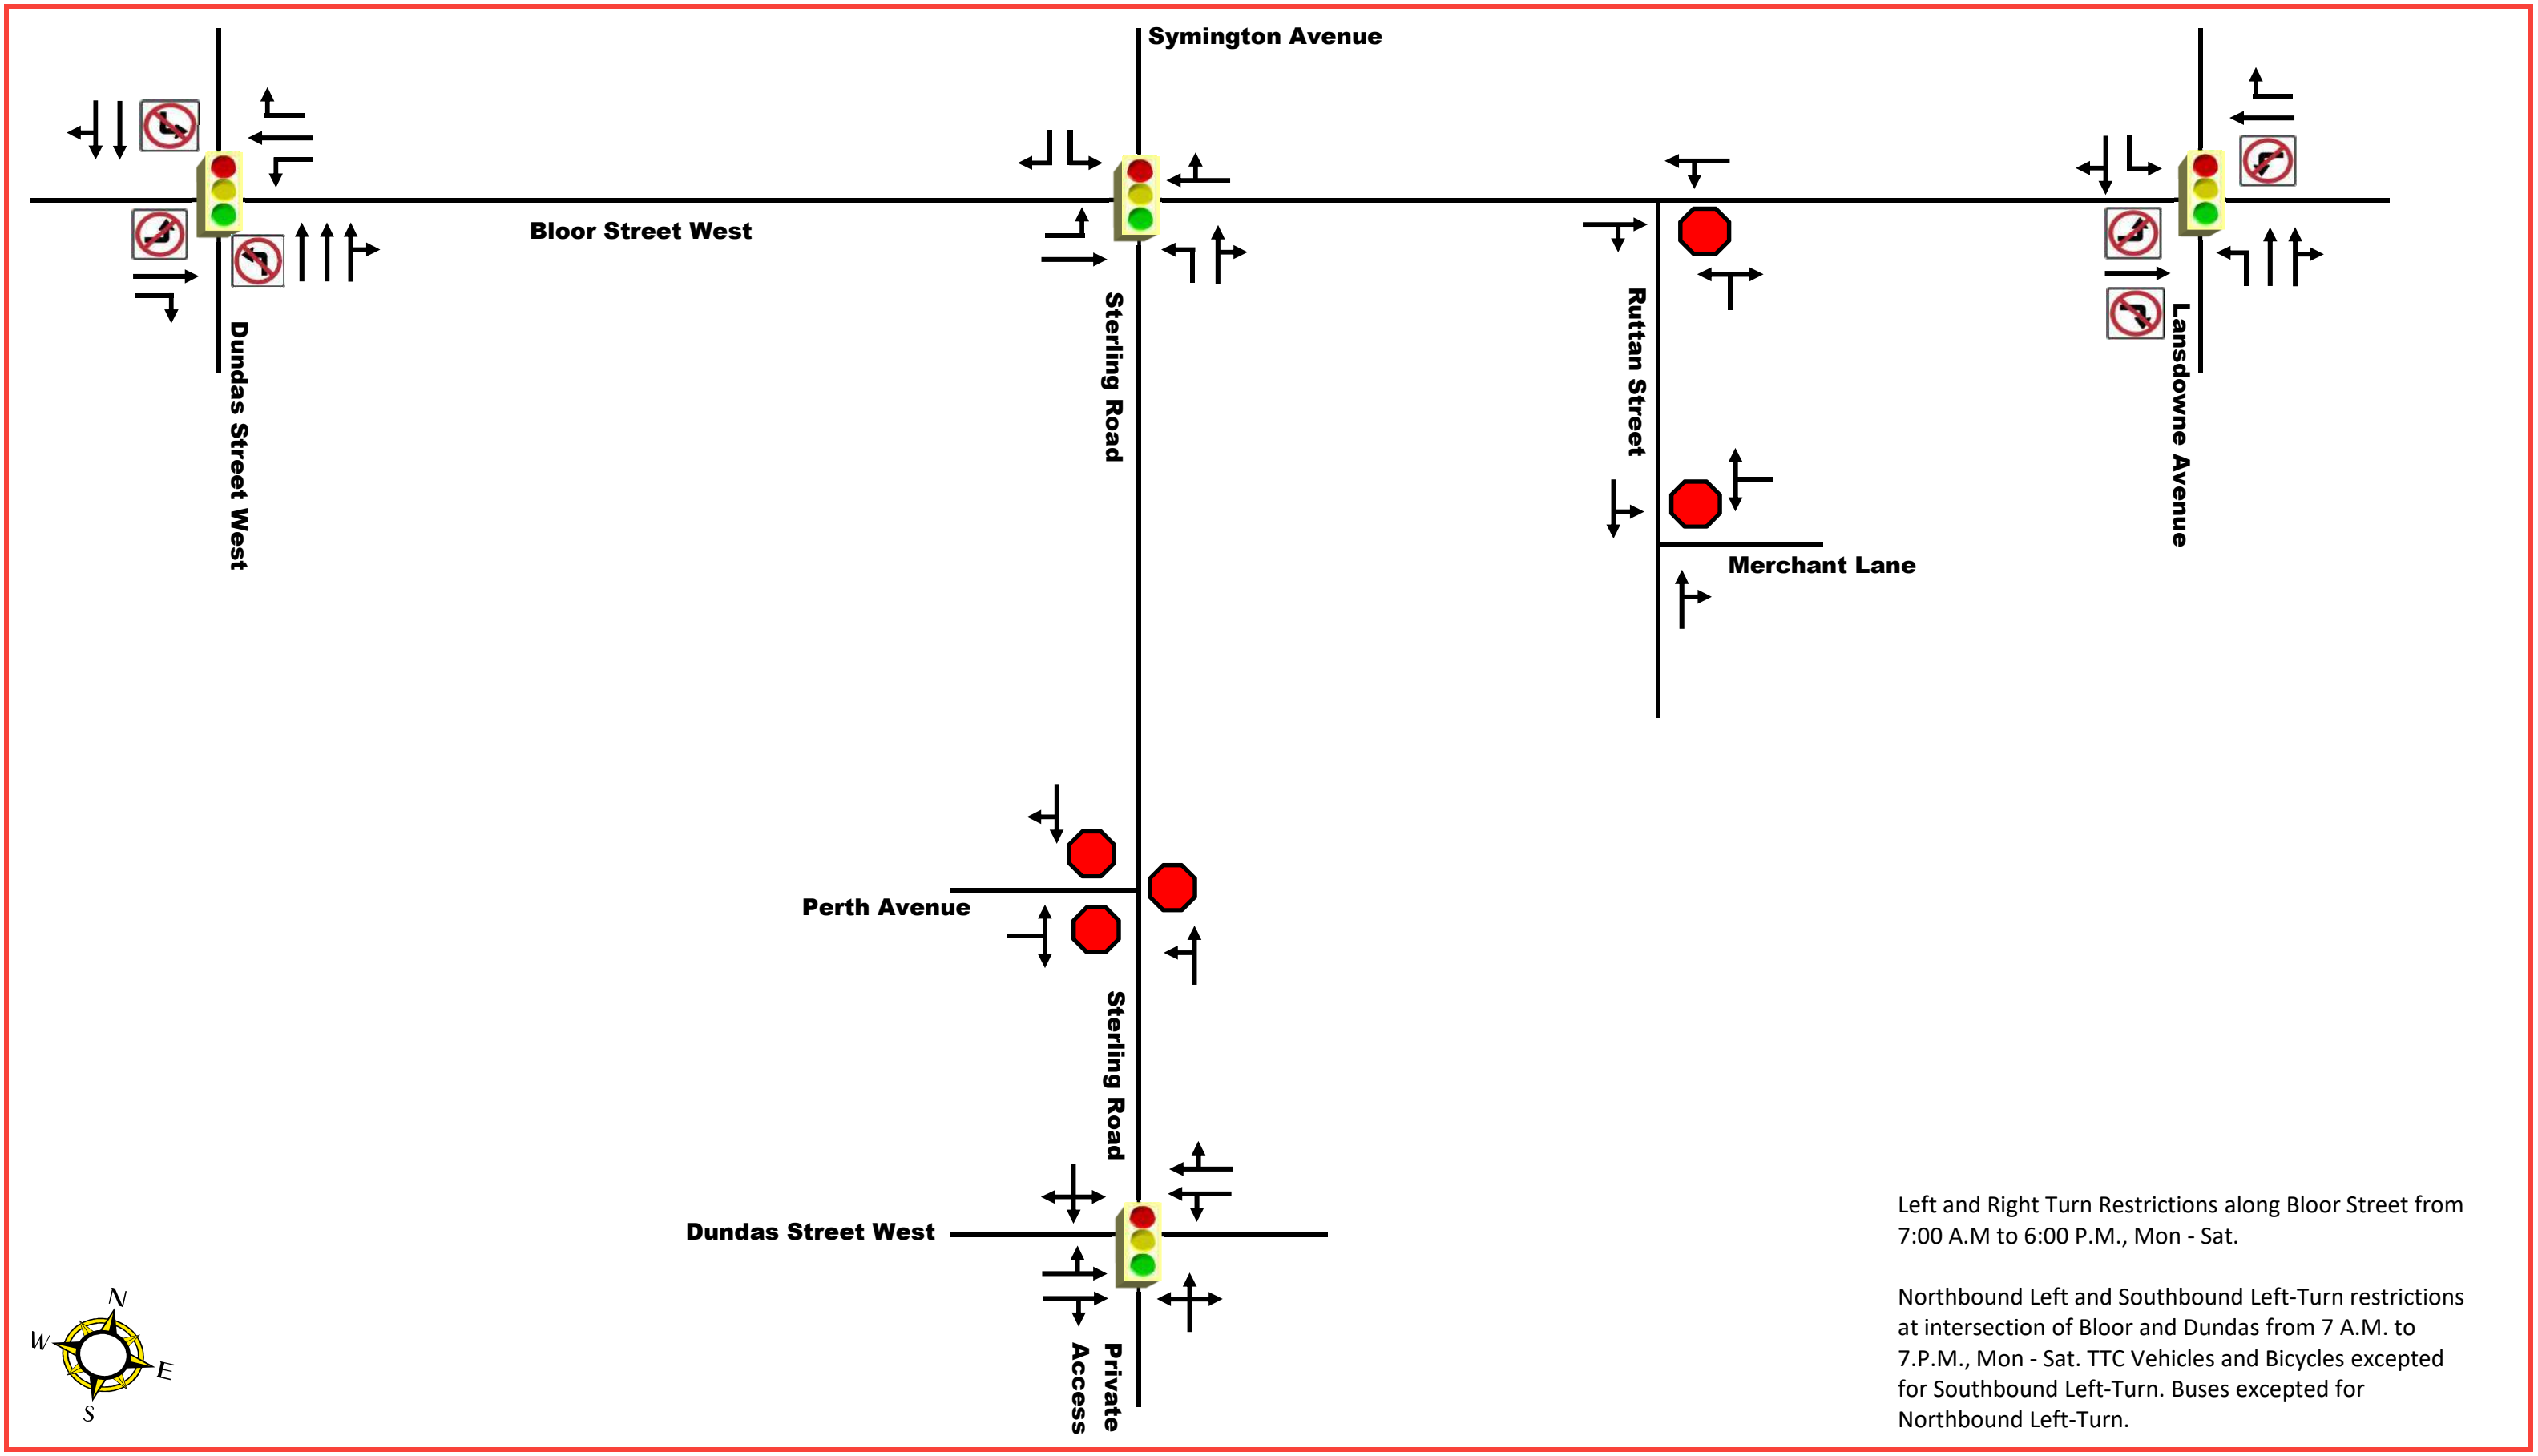 Symington Avenue
Bloor Street West
Dundas Street West
Sterling Road
Ruttan Street
Lansdowne Avenue
Merchant Lane
Perth Avenue
Sterling Road
Dundas Street West
Private
Access
Left and Right Turn Restrictions along Bloor Street from
7:00 A.M to 6:00 P.M., Mon - Sat.
Northbound Left and Southbound Left-Turn restrictions
at intersection of Bloor and Dundas from 7 A.M. to
7.P.M., Mon - Sat. TTC Vehicles and Bicycles excepted
for Southbound Left-Turn. Buses excepted for
Northbound Left-Turn.
N
W
E
S